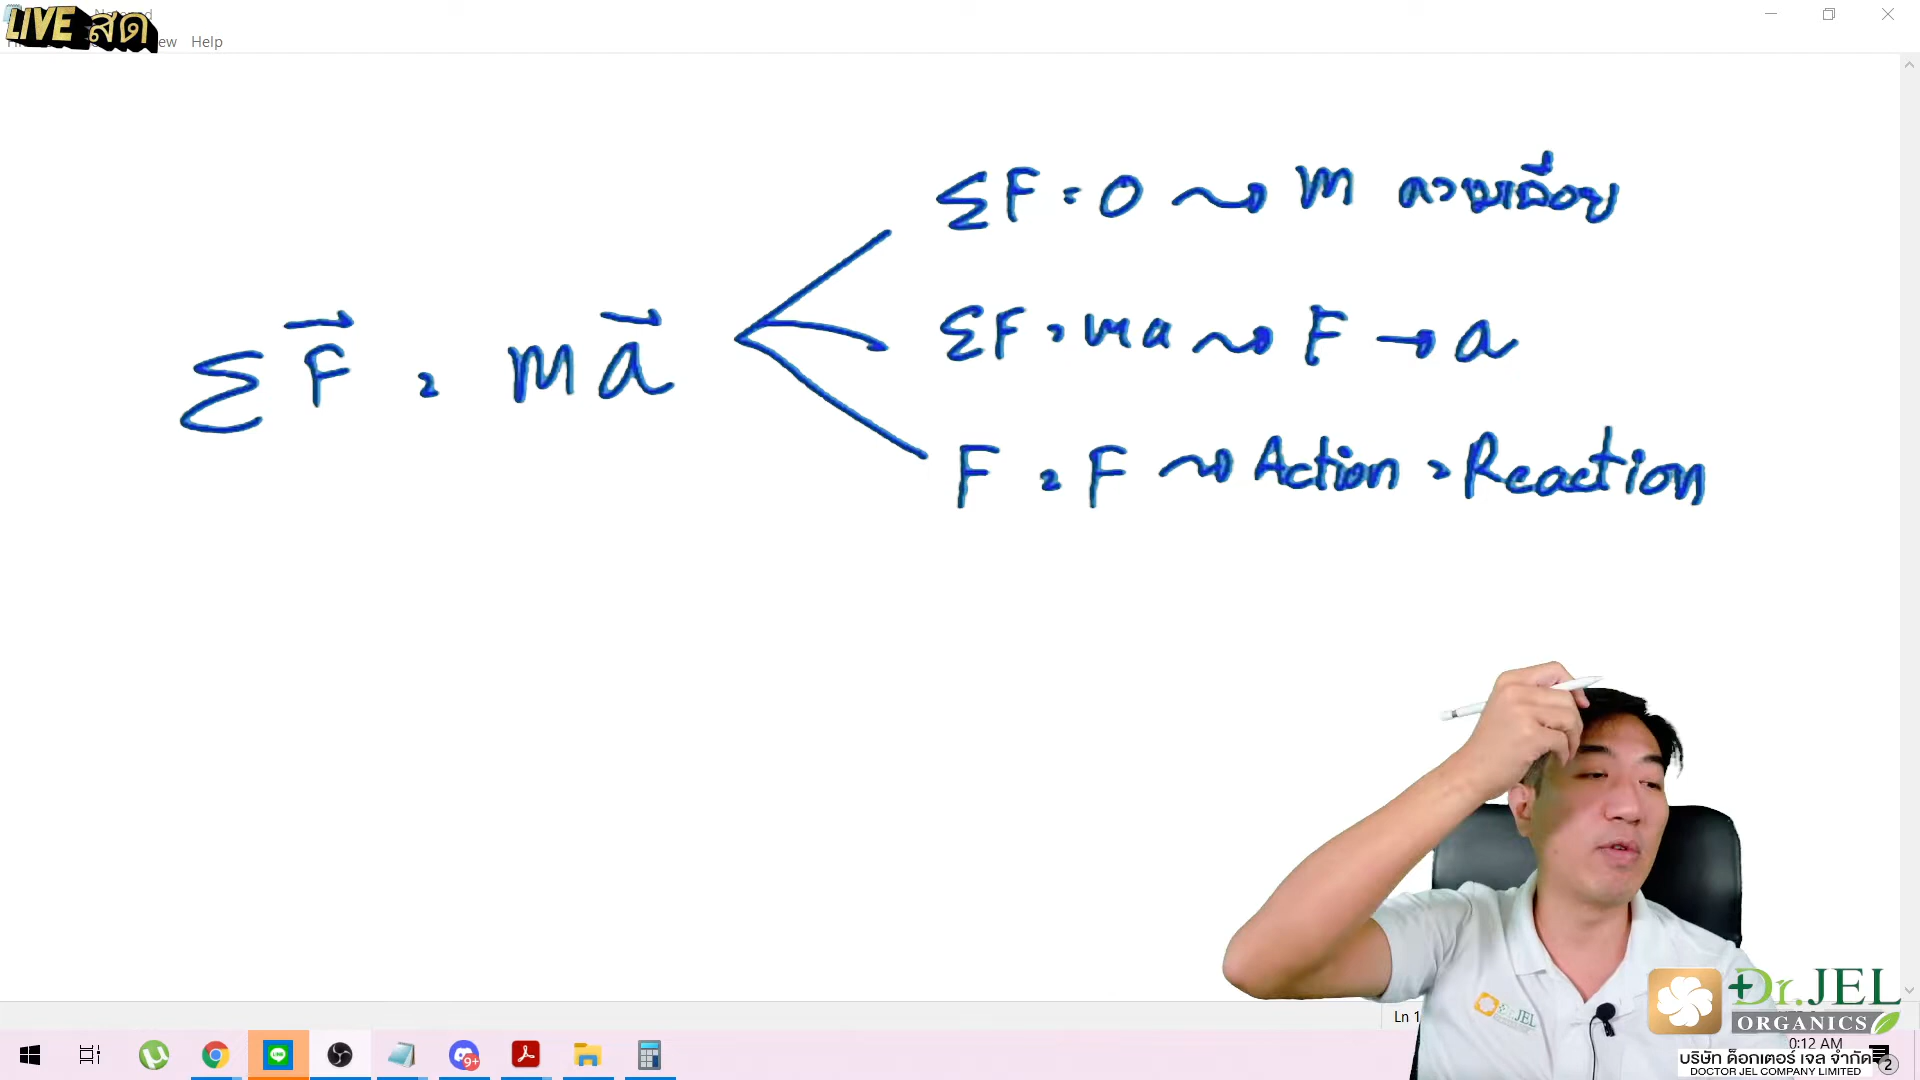 LIVE สด
Help
ΣF = 0 ⤳ m ความเฉื่อย
ΣF⃗ = ma⃗
ΣF = ma ⤳ F → a
F = F ⤳ Action = Reaction
Dr.JEL
ORGANICS
JEL
Ln 1
9+
0:12 AM
2
บริษัท ด็อกเตอร์ เจล จำกัด
DOCTOR JEL COMPANY LIMITED